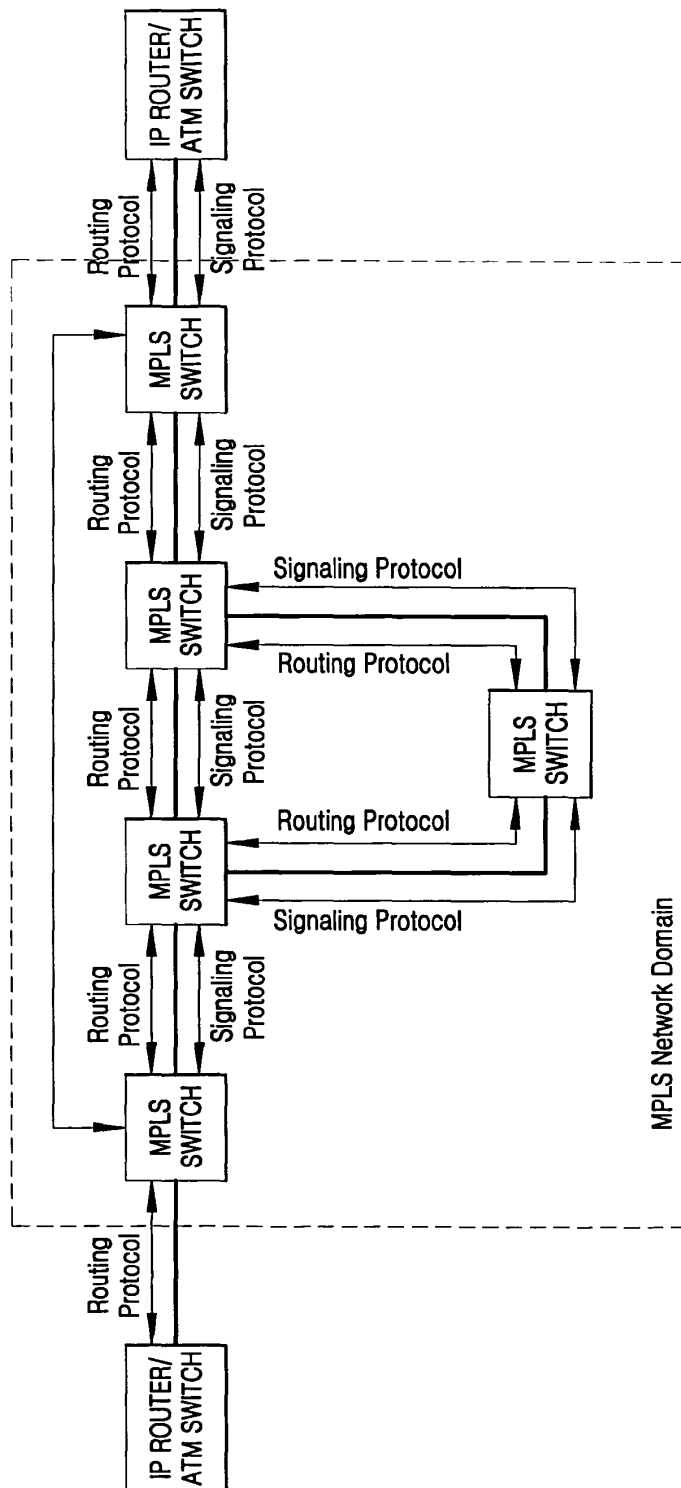 IP ROUTER/
ATM SWITCH
Routing
Protocol
MPLS
SWITCH
Routing
Protocol
Signaling
Protocol
MPLS
SWITCH
Routing
Protocol
Signaling
Protocol
MPLS
SWITCH
Routing
Protocol
Signaling
Protocol
MPLS
SWITCH
Routing
Protocol
Signaling
Protocol
IP ROUTER/
ATM SWITCH
Signaling Protocol
Routing Protocol
MPLS
SWITCH
Routing Protocol
Signaling Protocol
MPLS Network Domain